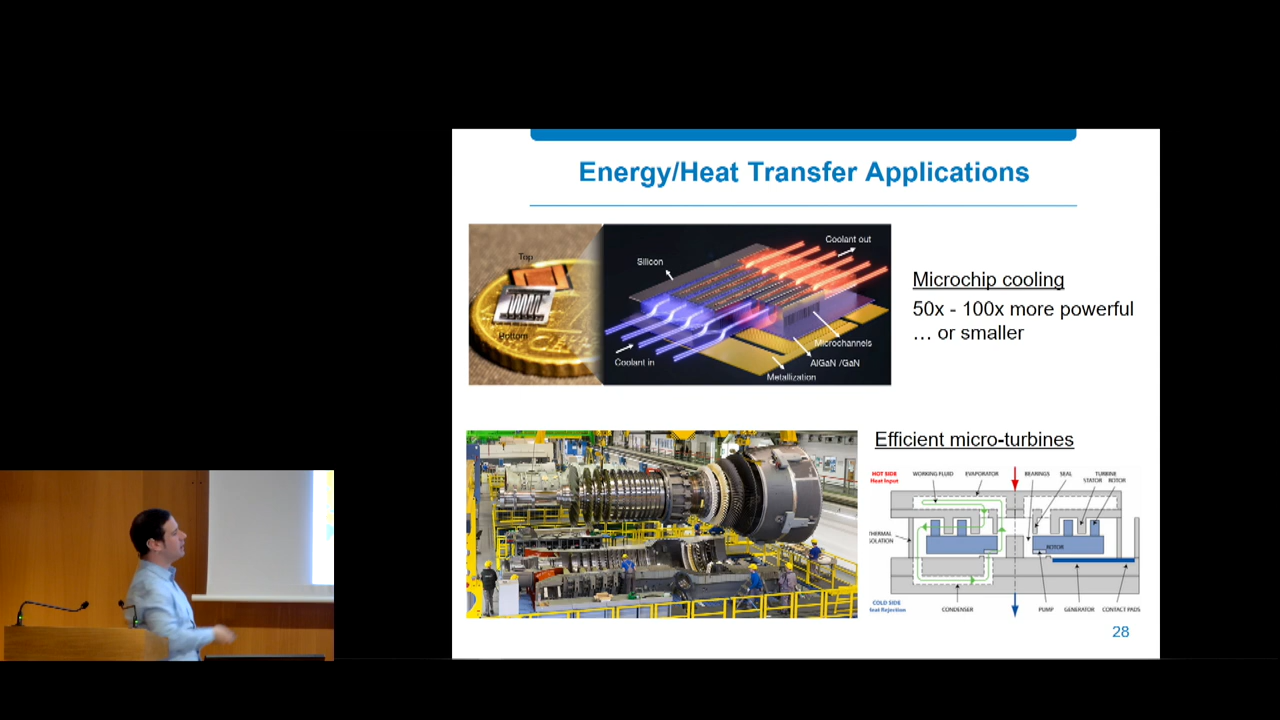 Energy/Heat Transfer Applications
Top
Bottom
Silicon
Coolant out
Coolant in
Microchannels
AlGaN /GaN
Metallization
Microchip cooling
50x - 100x more powerful
… or smaller
Efficient micro-turbines
HOT SIDE
Heat Input
WORKING FLUID
EVAPORATOR
BEARINGS
SEAL
TURBINE
STATOR
ROTOR
THERMAL
ISOLATION
ROTOR
COLD SIDE
Heat Rejection
CONDENSER
PUMP
GENERATOR
CONTACT PADS
28